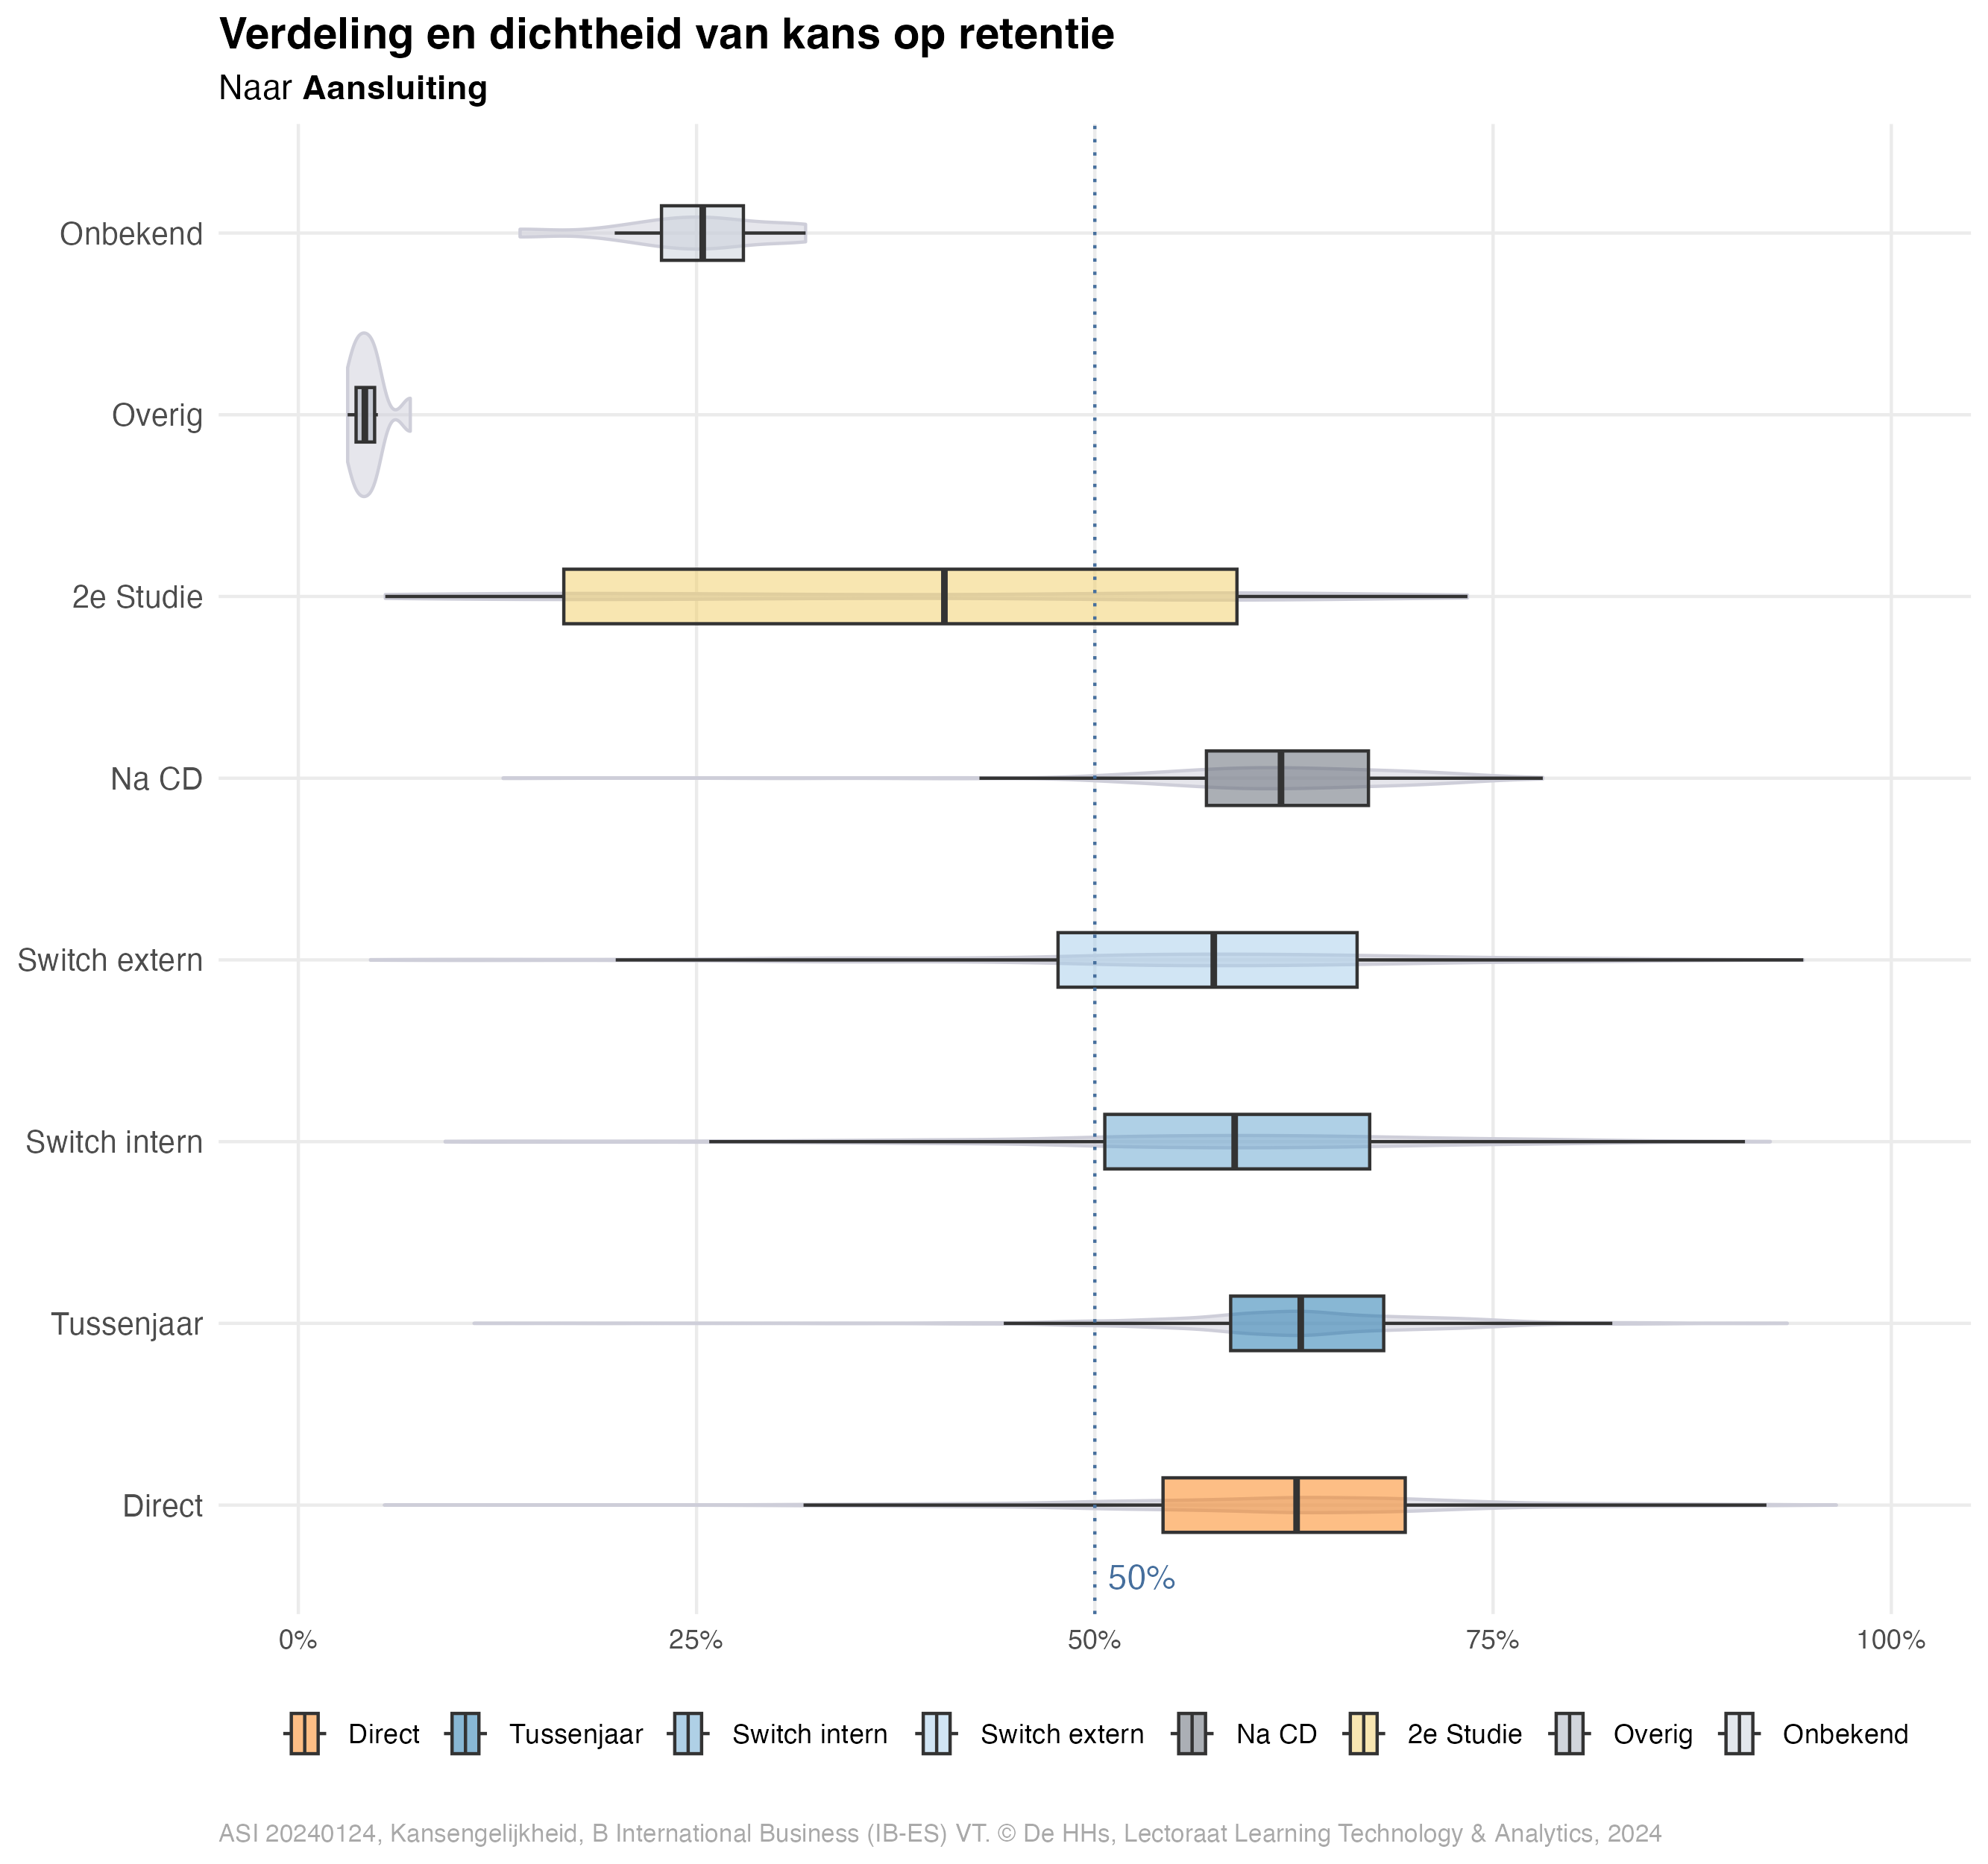 Verdeling en dichtheid van kans op retentie
Naar Aansluiting
Onbekend
Overig
2e Studie
Na CD
Switch extern
Switch intern
Tussenjaar
Direct
50%
0% 25% 50% 75% 100%
Direct Tussenjaar Switch intern Switch extern Na CD 2e Studie Overig Onbekend
ASI 20240124, Kansengelijkheid, B International Business (IB-ES) VT. © De HHs, Lectoraat Learning Technology & Analytics, 2024